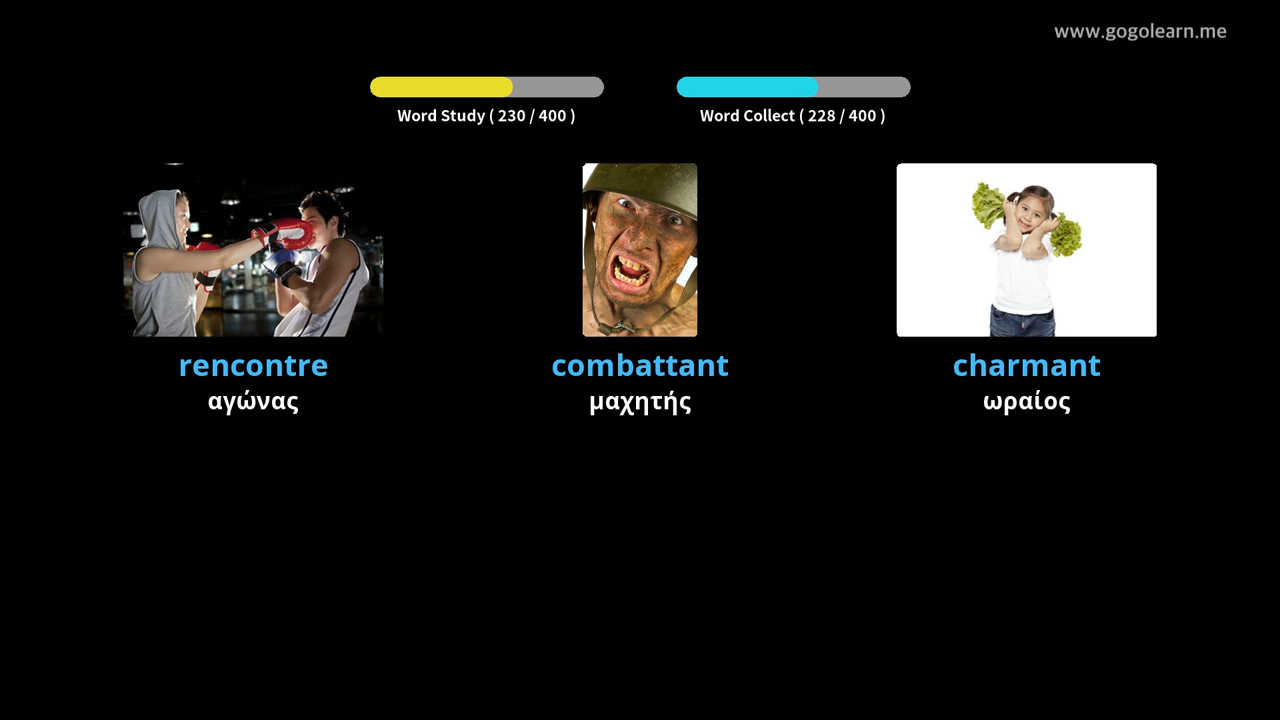 www.gogolearn.me
Word Study ( 230 / 400 )
Word Collect ( 228 / 400 )
rencontre
αγώνας
combattant
μαχητής
charmant
ωραίος